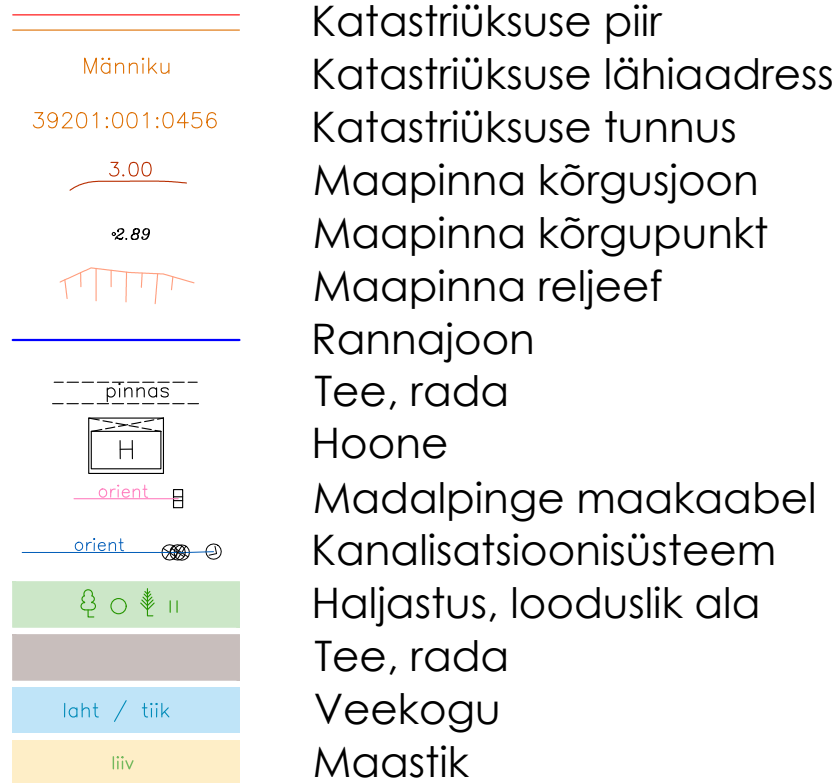 Katastriüksuse piir
Männiku Katastriüksuse lähiaadress
39201:001:0456 Katastriüksuse tunnus
3.00 Maapinna kõrgusjoon
2.89 Maapinna kõrgupunkt
Maapinna reljeef
Rannajoon
pinnas Tee, rada
H Hoone
orient Madalpinge maakaabel
orient Kanalisatsioonisüsteem
Haljastus, looduslik ala
Tee, rada
laht / tiik Veekogu
liiv Maastik